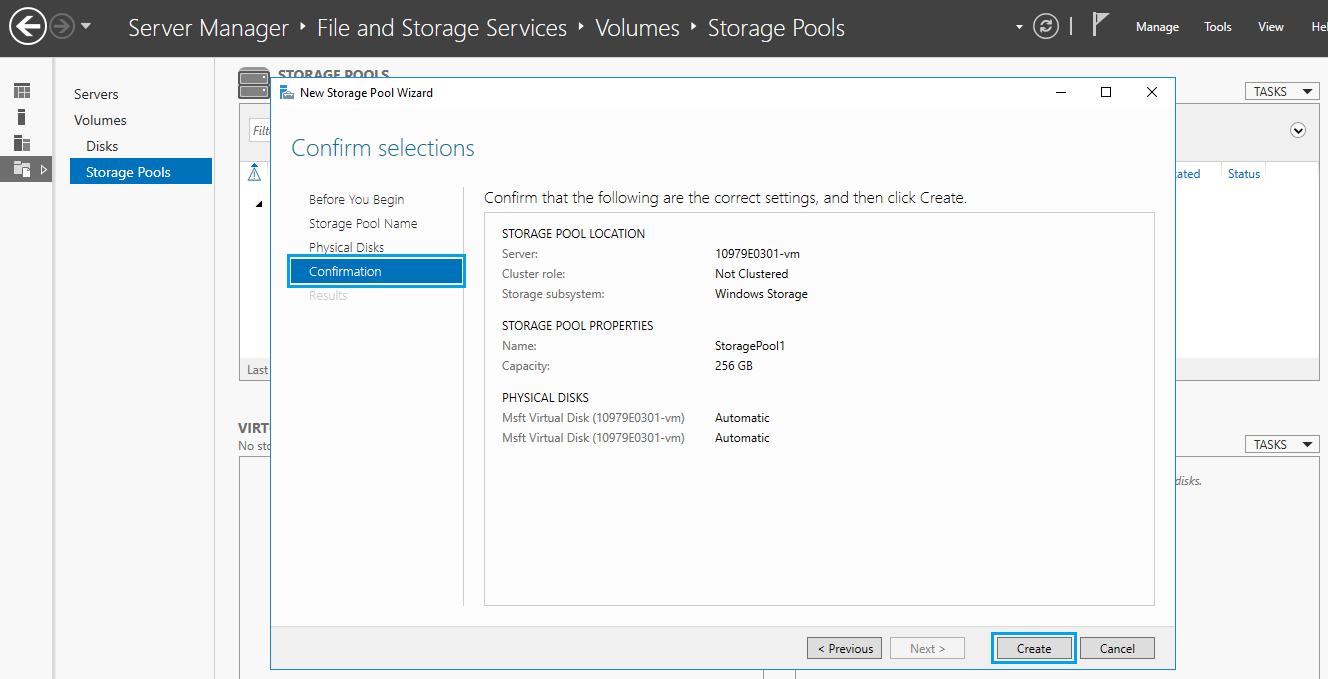 Server Manager ‣ File and Storage Services ‣ Volumes ‣ Storage Pools
Manage Tools View Hel
Servers
Volumes
Disks
Storage Pools
STORAGE POOLS
TASKS
Filte
ated Status
Last
VIRT
No sto
TASKS
disks.
New Storage Pool Wizard
Confirm selections
Before You Begin
Storage Pool Name
Physical Disks
Confirmation
Results
Confirm that the following are the correct settings, and then click Create.
STORAGE POOL LOCATION
Server: 10979E0301-vm
Cluster role: Not Clustered
Storage subsystem: Windows Storage
STORAGE POOL PROPERTIES
Name: StoragePool1
Capacity: 256 GB
PHYSICAL DISKS
Msft Virtual Disk (10979E0301-vm) Automatic
Msft Virtual Disk (10979E0301-vm) Automatic
< Previous Next > Create Cancel